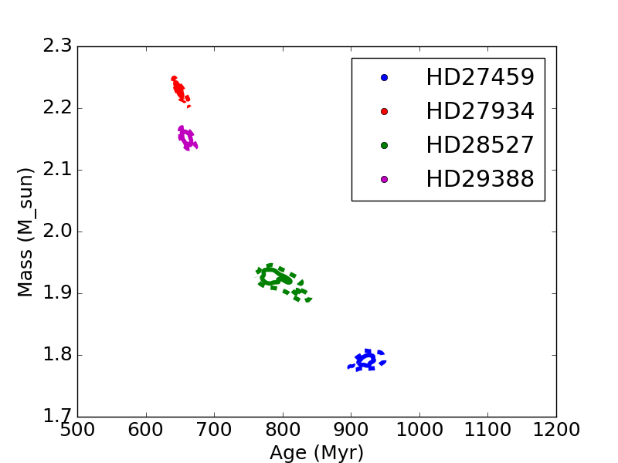 2.3
2.2
2.1
2.0
1.9
1.8
1.7
Mass (M_sun)
500 600 700 800 900 1000 1100 1200
Age (Myr)
HD27459
HD27934
HD28527
HD29388